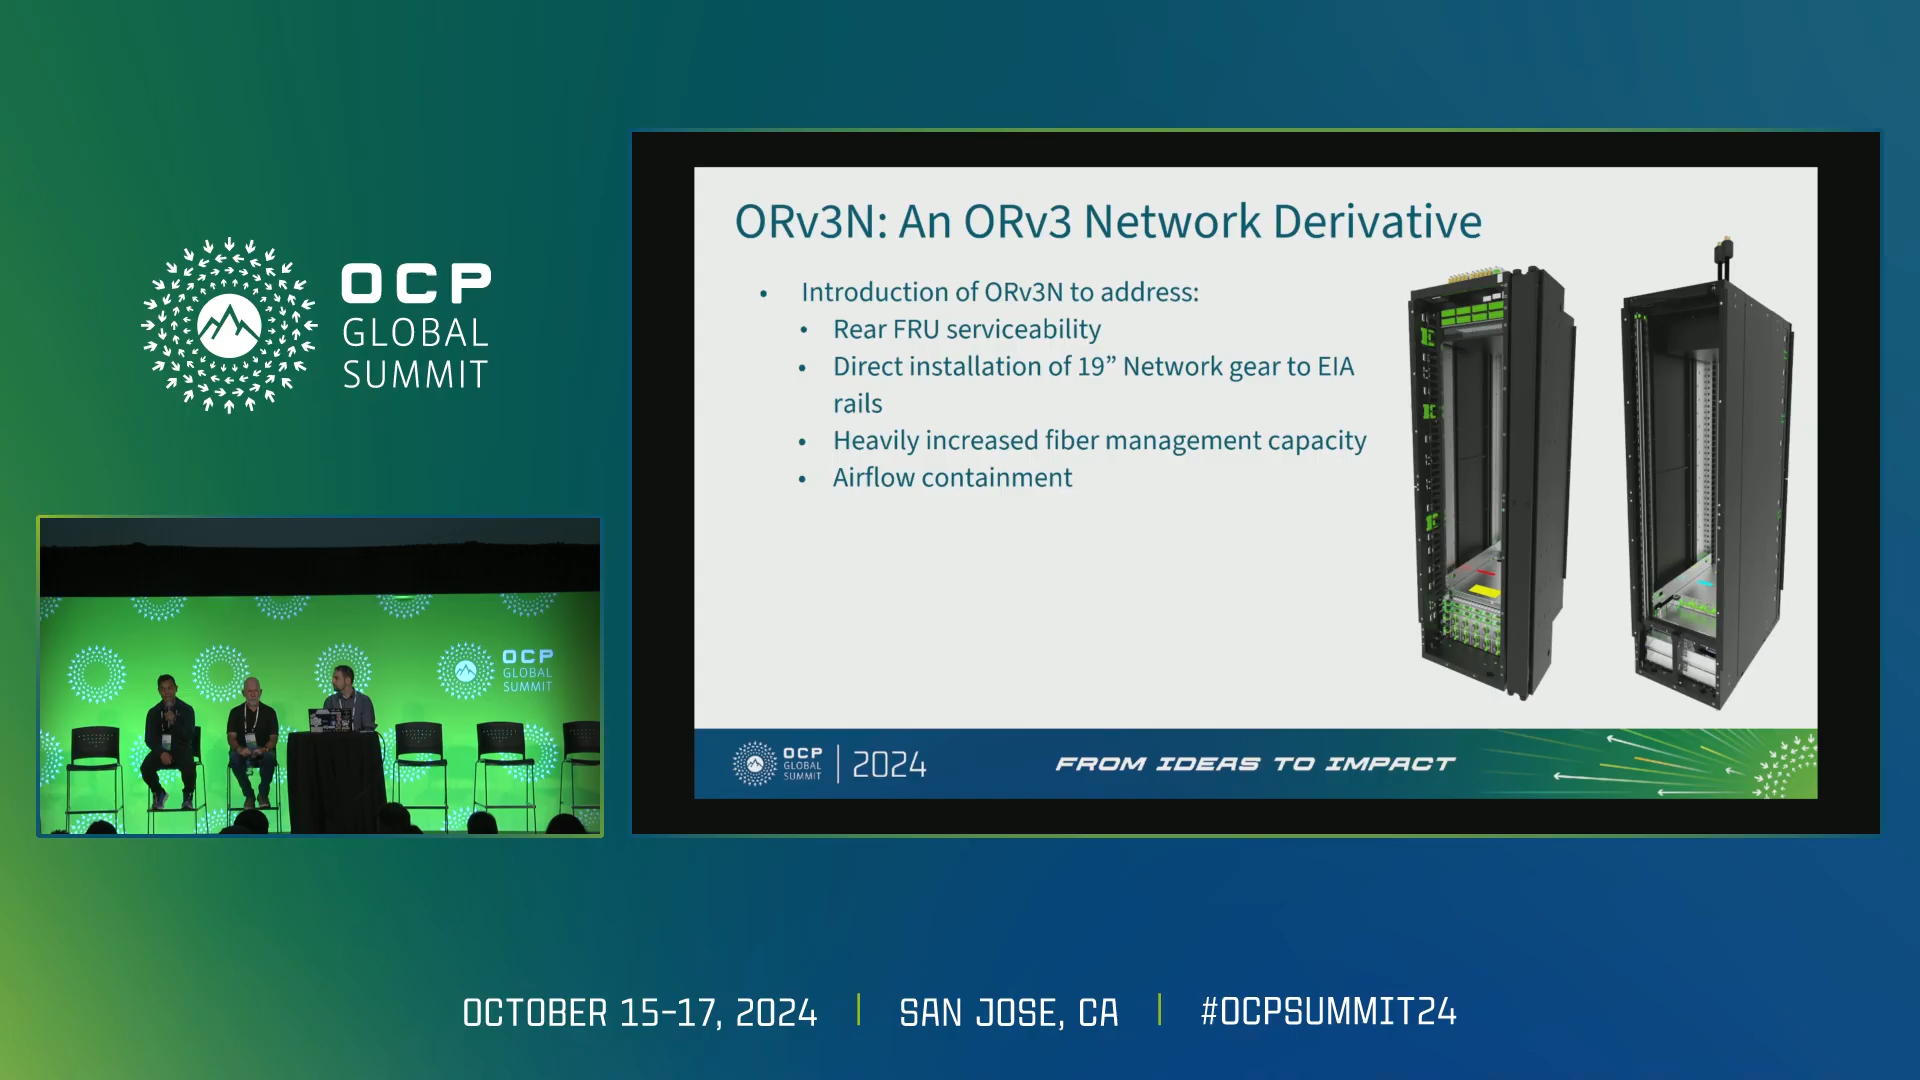 OCP
GLOBAL
SUMMIT
OCP
GLOBAL
SUMMIT
ORv3N: An ORv3 Network Derivative
• Introduction of ORv3N to address:
• Rear FRU serviceability
• Direct installation of 19” Network gear to EIA
rails
• Heavily increased fiber management capacity
• Airflow containment
OCP
GLOBAL
SUMMIT
2024
FROM IDEAS TO IMPACT
OCTOBER 15-17, 2024 | SAN JOSE, CA | #OCPSUMMIT24